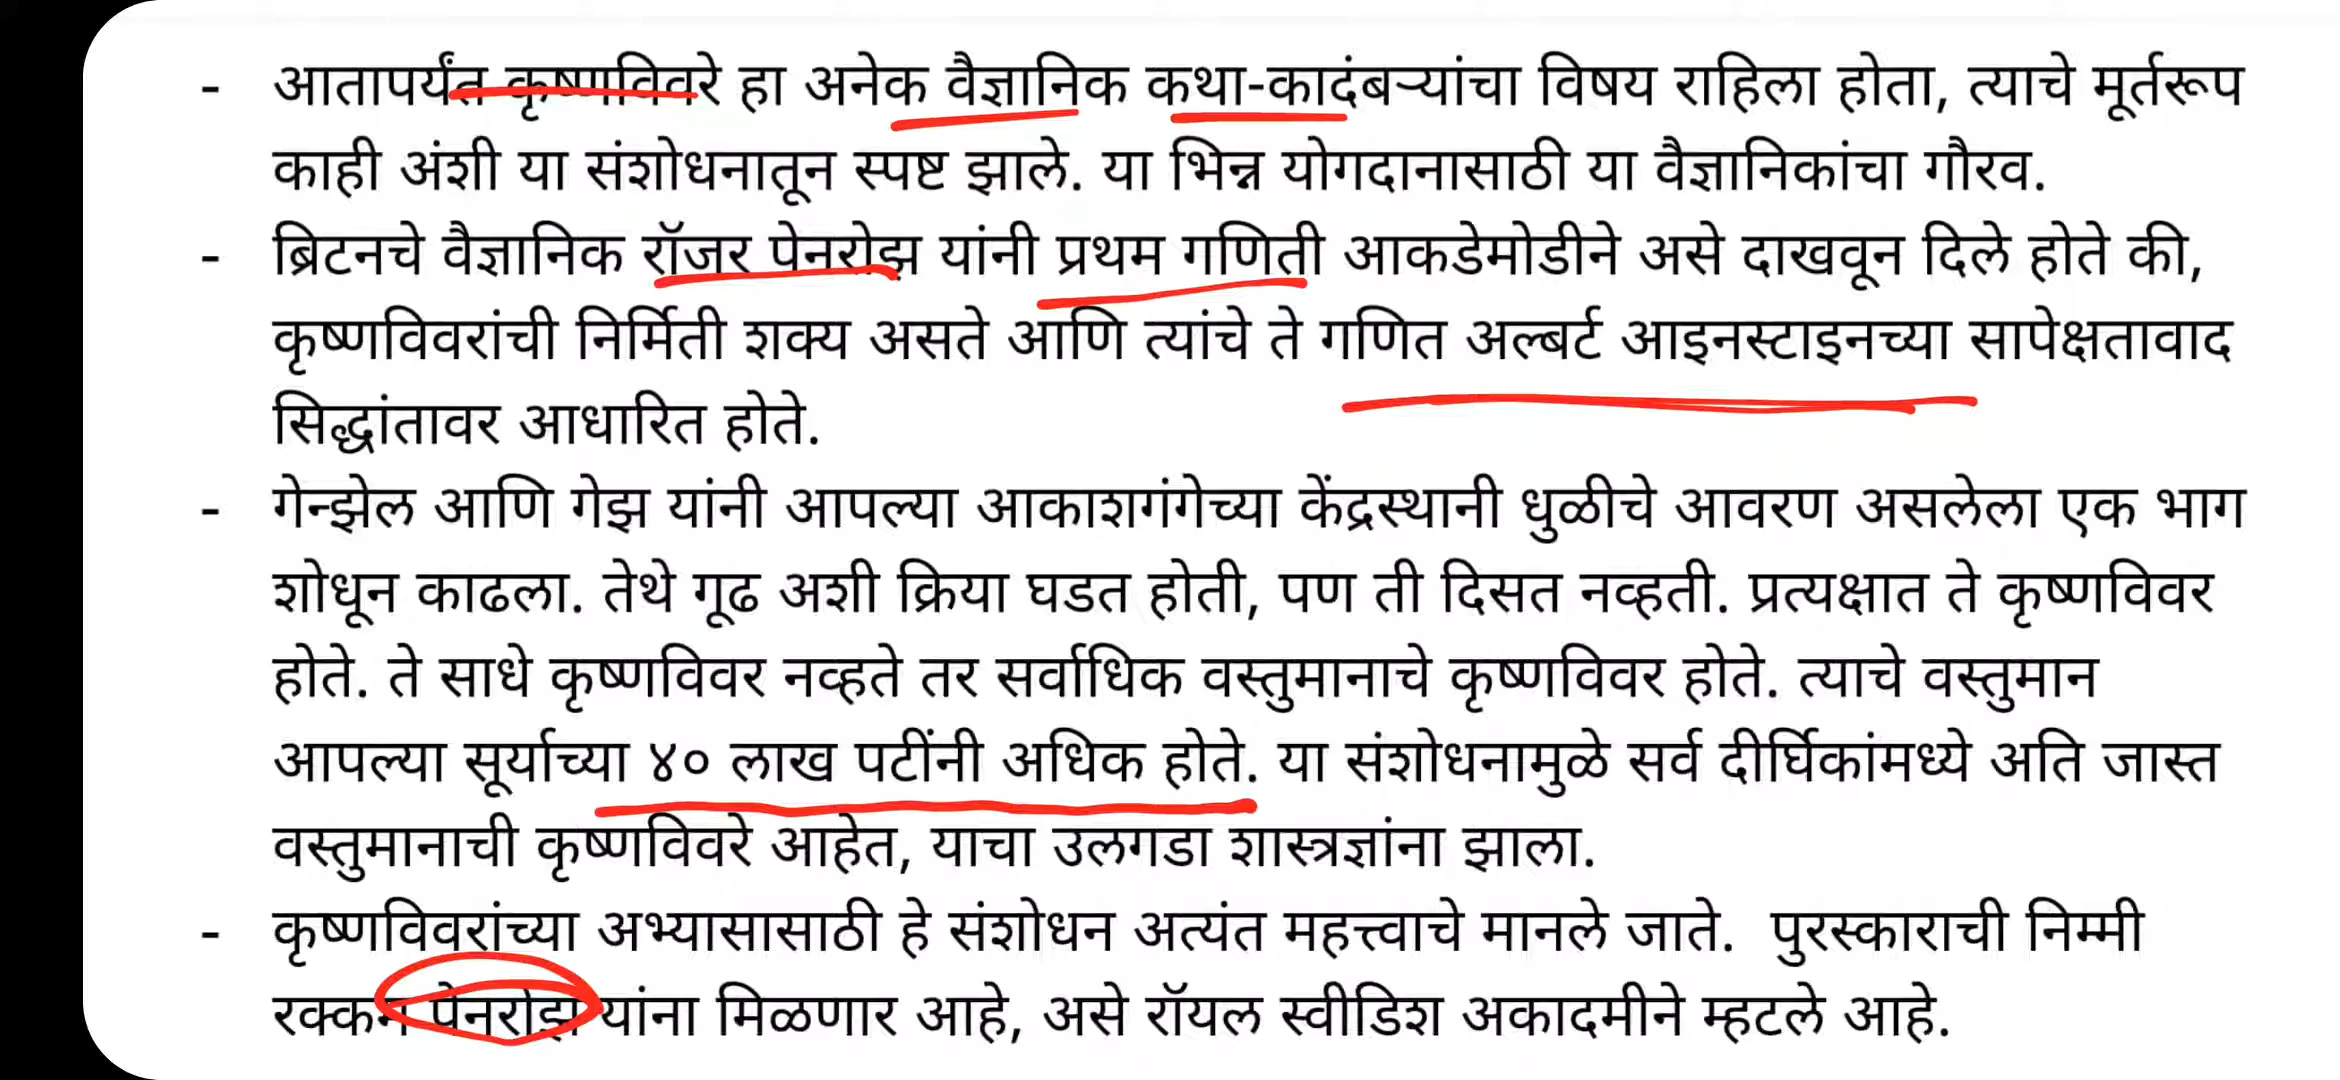 - आतापर्यंत कृष्णविवरे हा अनेक वैज्ञानिक कथा-कादंबऱ्यांचा विषय राहिला होता, त्याचे मूर्तरूप
काही अंशी या संशोधनातून स्पष्ट झाले. या भिन्न योगदानासाठी या वैज्ञानिकांचा गौरव.
- ब्रिटनचे वैज्ञानिक रॉजर पेनरोझ यांनी प्रथम गणिती आकडेमोडीने असे दाखवून दिले होते की,
कृष्णविवरांची निर्मिती शक्य असते आणि त्यांचे ते गणित अल्बर्ट आइनस्टाइनच्या सापेक्षतावाद
सिद्धांतावर आधारित होते.
- गेन्झेल आणि गेझ यांनी आपल्या आकाशगंगेच्या केंद्रस्थानी धुळीचे आवरण असलेला एक भाग
शोधून काढला. तेथे गूढ अशी क्रिया घडत होती, पण ती दिसत नव्हती. प्रत्यक्षात ते कृष्णविवर
होते. ते साधे कृष्णविवर नव्हते तर सर्वाधिक वस्तुमानाचे कृष्णविवर होते. त्याचे वस्तुमान
आपल्या सूर्याच्या ४० लाख पटींनी अधिक होते. या संशोधनामुळे सर्व दीर्घिकांमध्ये अति जास्त
वस्तुमानाची कृष्णविवरे आहेत, याचा उलगडा शास्त्रज्ञांना झाला.
- कृष्णविवरांच्या अभ्यासासाठी हे संशोधन अत्यंत महत्त्वाचे मानले जाते. पुरस्काराची निम्मी
रक्कम पेनरोझ यांना मिळणार आहे, असे रॉयल स्वीडिश अकादमीने म्हटले आहे.